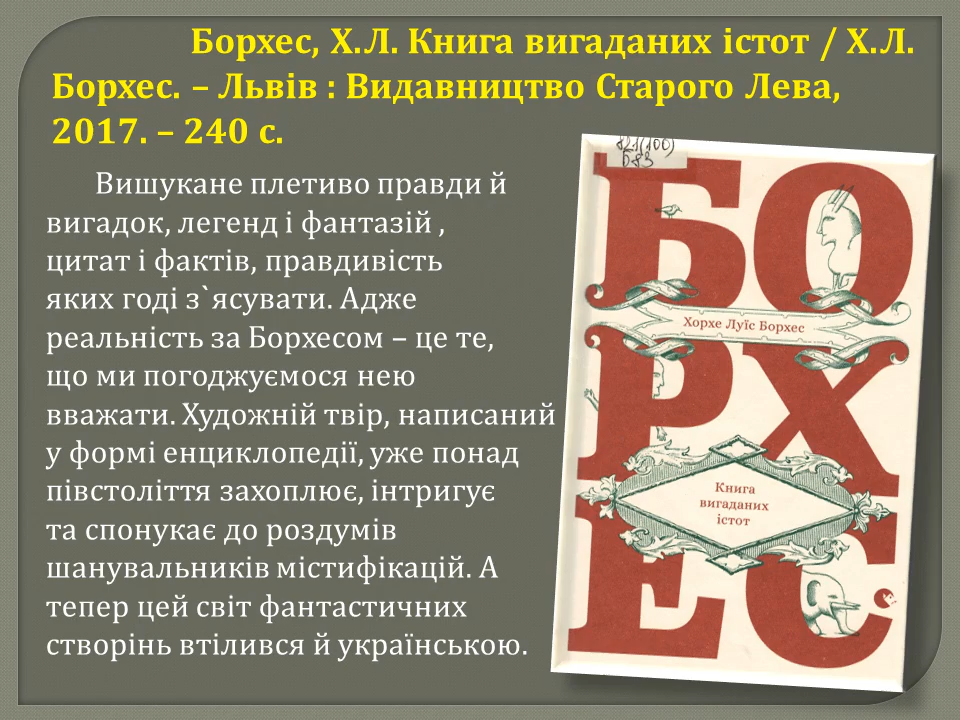 Борхес, Х.Л. Книга вигаданих істот / Х.Л.
Борхес. – Львів : Видавництво Старого Лева,
2017. – 240 с.
Вишукане плетиво правди й
вигадок, легенд і фантазій ,
цитат і фактів, правдивість
яких годі з`ясувати. Адже
реальність за Борхесом – це те,
що ми погоджуємося нею
вважати. Художній твір, написаний
у формі енциклопедії, уже понад
півстоліття захоплює, інтригує
та спонукає до роздумів
шанувальників містифікацій. А
тепер цей світ фантастичних
створінь втілився й українською.
821(100)
Б83
БО
Хорхе Луїс Борхес
РХ
Книга
вигаданих
істот
ЕС